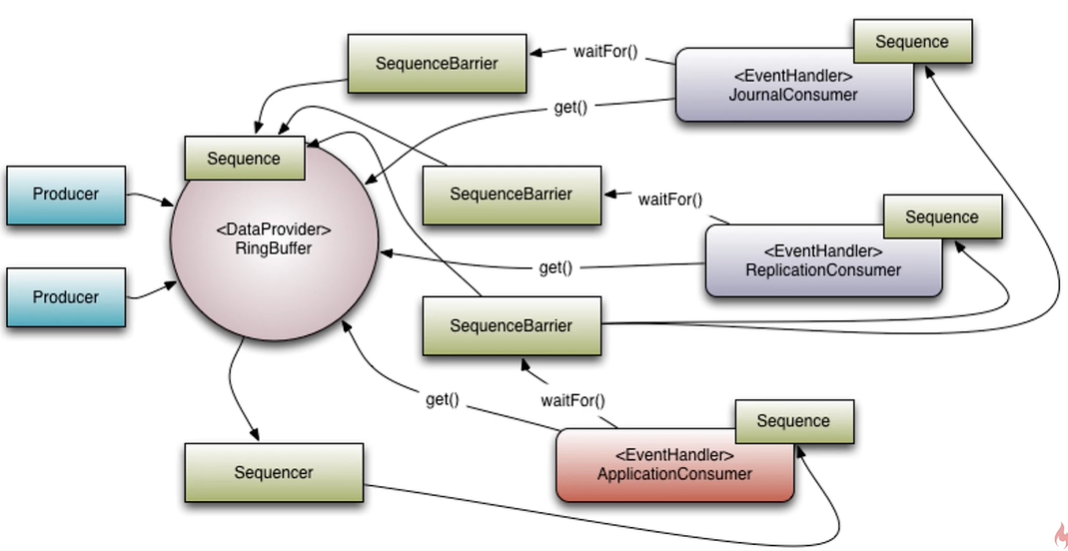 Sequence
SequenceBarrier
waitFor()
<EventHandler>
JournalConsumer
get()
Sequence
Producer
SequenceBarrier
waitFor()
Sequence
<DataProvider>
RingBuffer
<EventHandler>
ReplicationConsumer
get()
Producer
SequenceBarrier
get()
waitFor()
Sequence
<EventHandler>
ApplicationConsumer
Sequencer